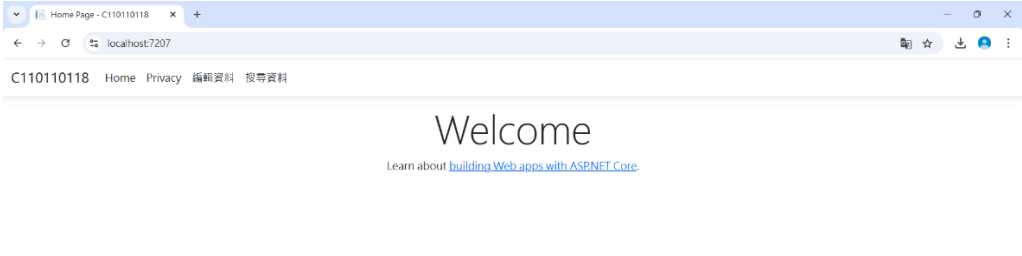 Home Page - C110110118
localhost:7207
C110110118 Home Privacy 編輯資料 搜尋資料
Welcome
Learn about building Web apps with ASP.NET Core.